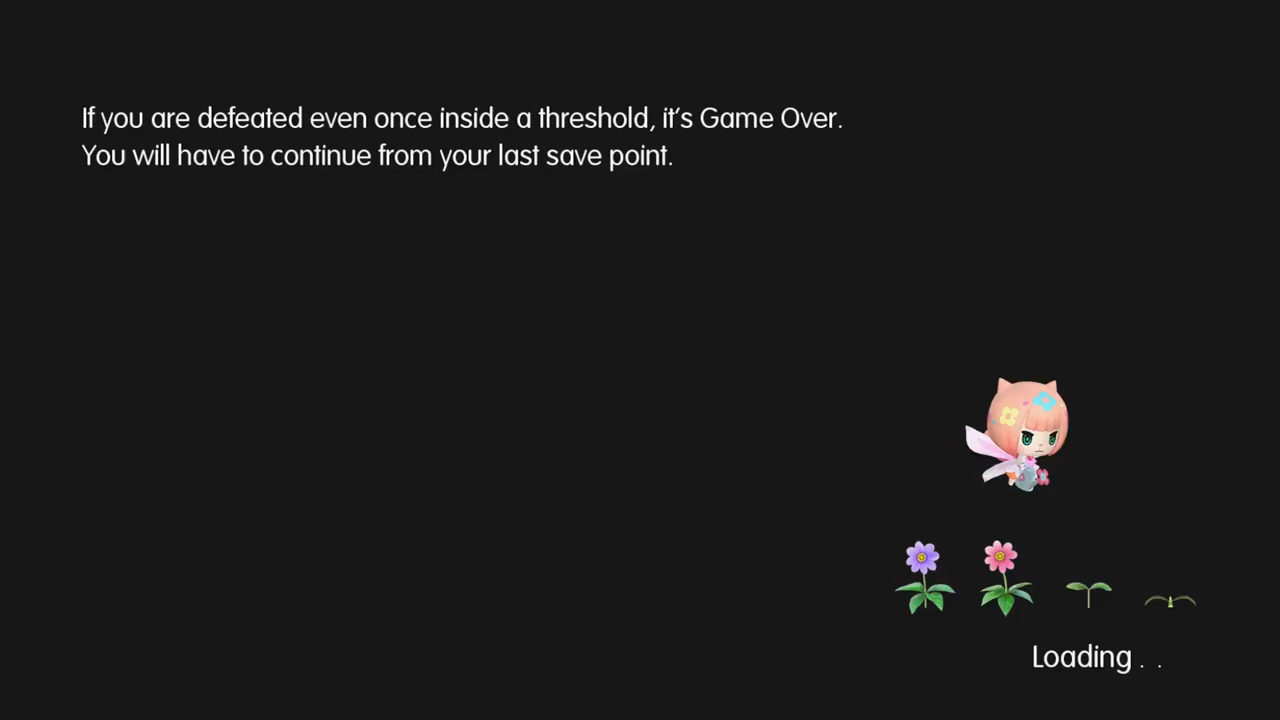 If you are defeated even once inside a threshold, it's Game Over.
You will have to continue from your last save point.
Loading . .